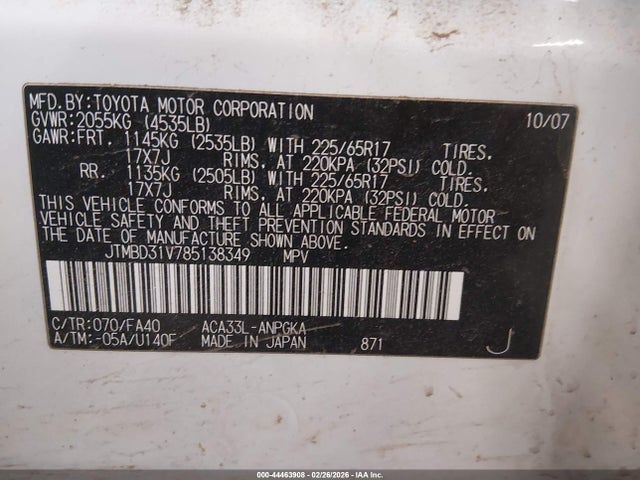 MFD.BY:TOYOTA MOTOR CORPORATION 10/07
GVWR:2055KG (4535LB)
GAWR:FRT. 1145KG (2535LB) WITH 225/65R17 TIRES.
17X7J RIMS. AT 220KPA (32PSI) COLD.
RR. 1135KG (2505LB) WITH 225/65R17 TIRES.
17X7J RIMS. AT 220KPA (32PSI) COLD.
THIS VEHICLE CONFORMS TO ALL APPLICABLE FEDERAL MOTOR
VEHICLE SAFETY AND THEFT PREVENTION STANDARDS IN EFFECT
ON THE DATE OF MANUFACTURE SHOWN ABOVE.
JTMBD31V785138349 MPV
C/TR:070/FA40 ACA33L-ANPGKA
A/TM:-05A/U140F MADE IN JAPAN 871 J
000-44463908 - 02/26/2026 - IAA Inc.